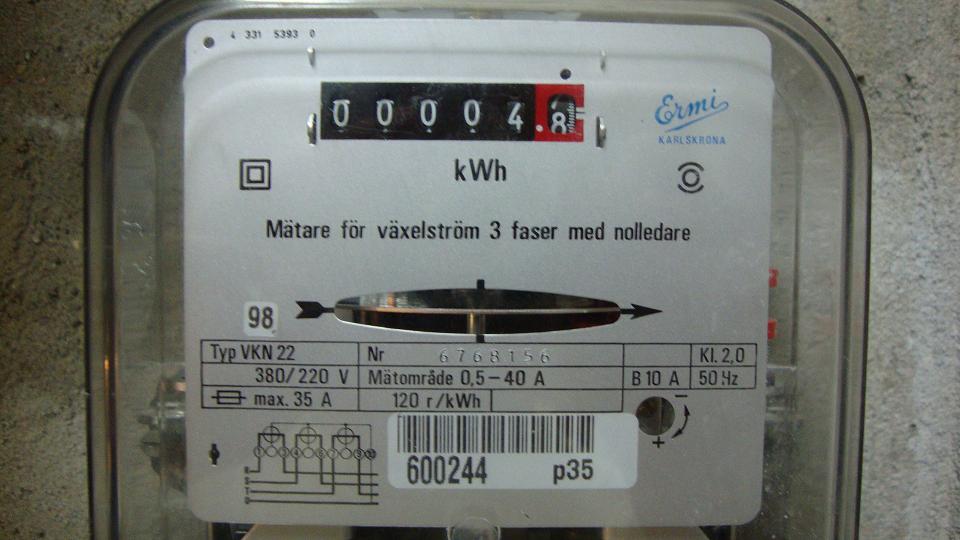 4 331 5393 0
0 0 0 0 4 .8
Ermi
KARLSKRONA
kWh
Mätare för växelström 3 faser med nolledare
98
Typ VKN 22 Nr 6768156 Kl. 2,0
380/220 V Mätområde 0,5-40 A B 10 A 50 Hz
max. 35 A 120 r/kWh
−
+
600244 p35
R
S
T
0